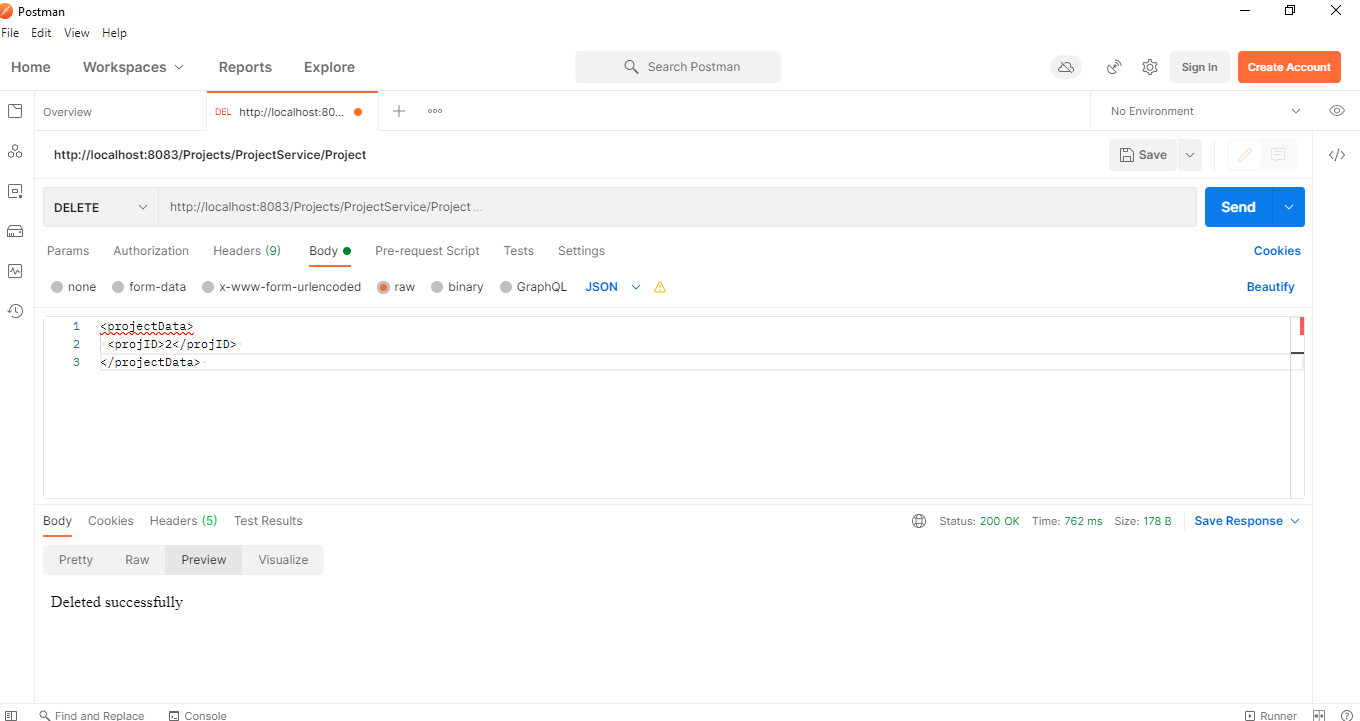 Postman
File Edit View Help
Home Workspaces Reports Explore Search Postman Sign In Create Account
Overview DEL http://localhost:80... No Environment
http://localhost:8083/Projects/ProjectService/Project Save
DELETE http://localhost:8083/Projects/ProjectService/Project ... Send
Params Authorization Headers (9) Body Pre-request Script Tests Settings Cookies
none form-data x-www-form-urlencoded raw binary GraphQL JSON Beautify
1 <projectData>
2 <projID>2</projID>
3 </projectData>
Body Cookies Headers (5) Test Results Status: 200 OK Time: 762 ms Size: 178 B Save Response
Pretty Raw Preview Visualize
Deleted successfully
Find and Replace Console Runner